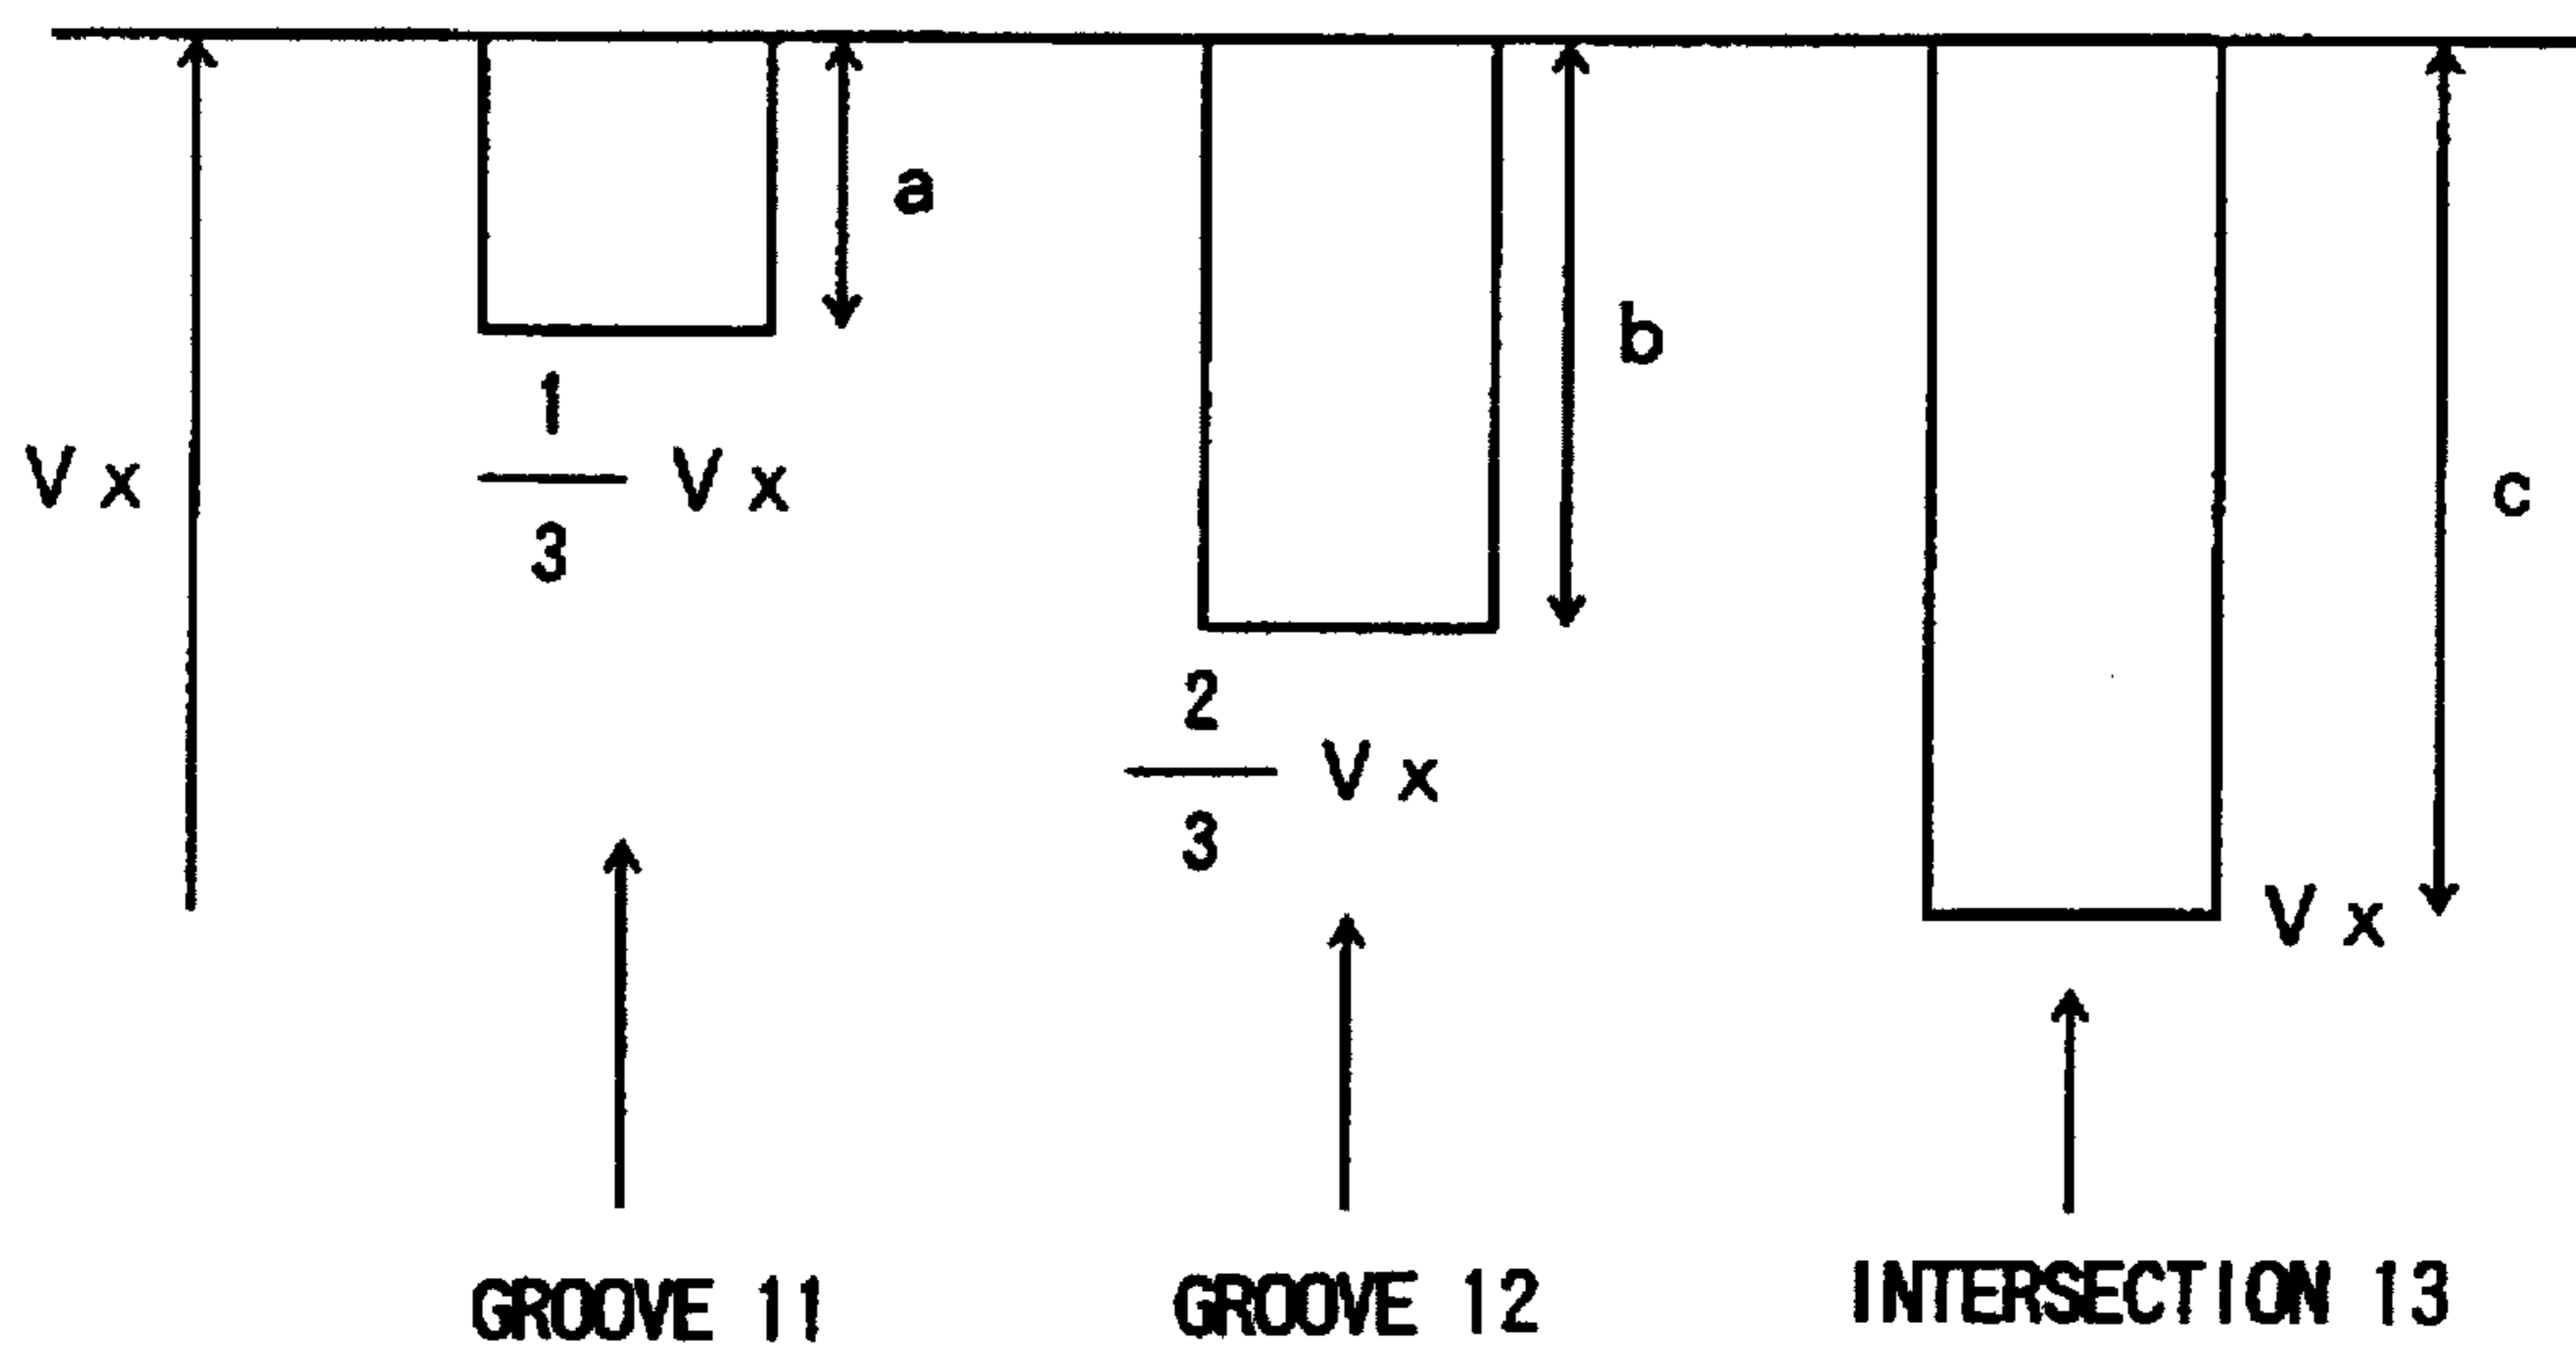 a
b
V x
1
3
V x
c
2
3
V x
V x
GROOVE 11
GROOVE 12
INTERSECTION 13